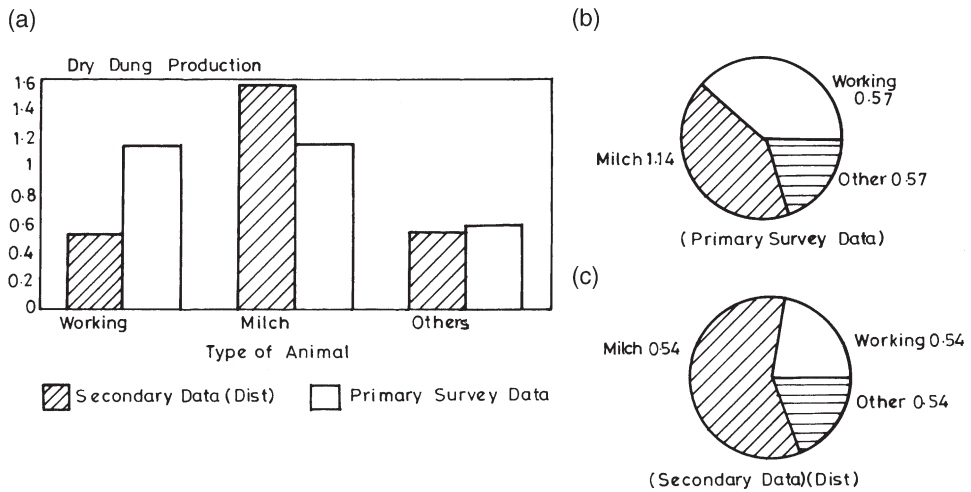 (a)
Dry Dung Production
1·6
1·4
1·2
1
0·8
0·6
0·4
0·2
0
Working Milch Others
Type of Animal
Secondary Data(Dist) Primary Survey Data
(b)
Working
0·57
Milch 1.14
Other 0·57
(Primary Survey Data)
(c)
Milch 0·54
Working 0·54
Other 0·54
(Secondary Data)(Dist)